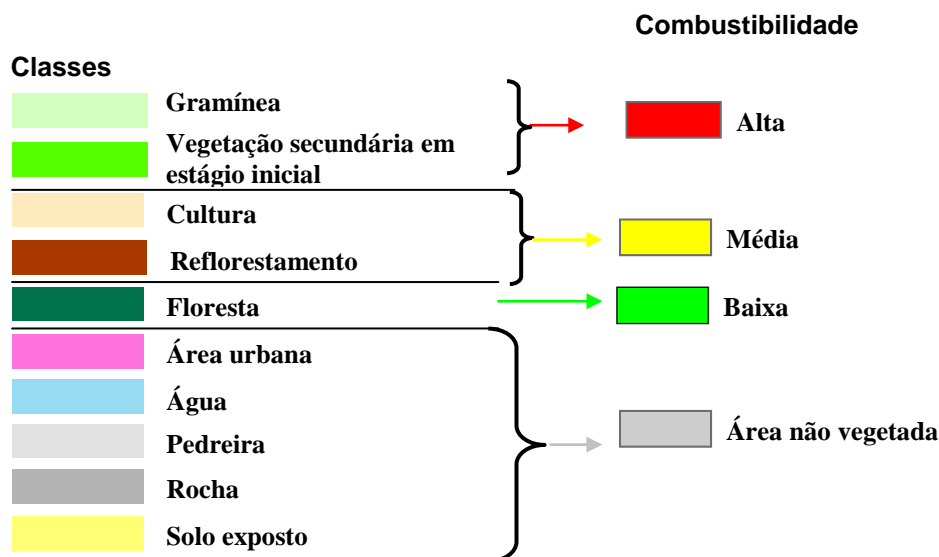 Combustibilidade
Classes
Gramínea
Vegetação secundária em
estágio inicial
Alta
Cultura
Reflorestamento
Média
Floresta
Baixa
Área urbana
Água
Pedreira
Rocha
Solo exposto
Área não vegetada